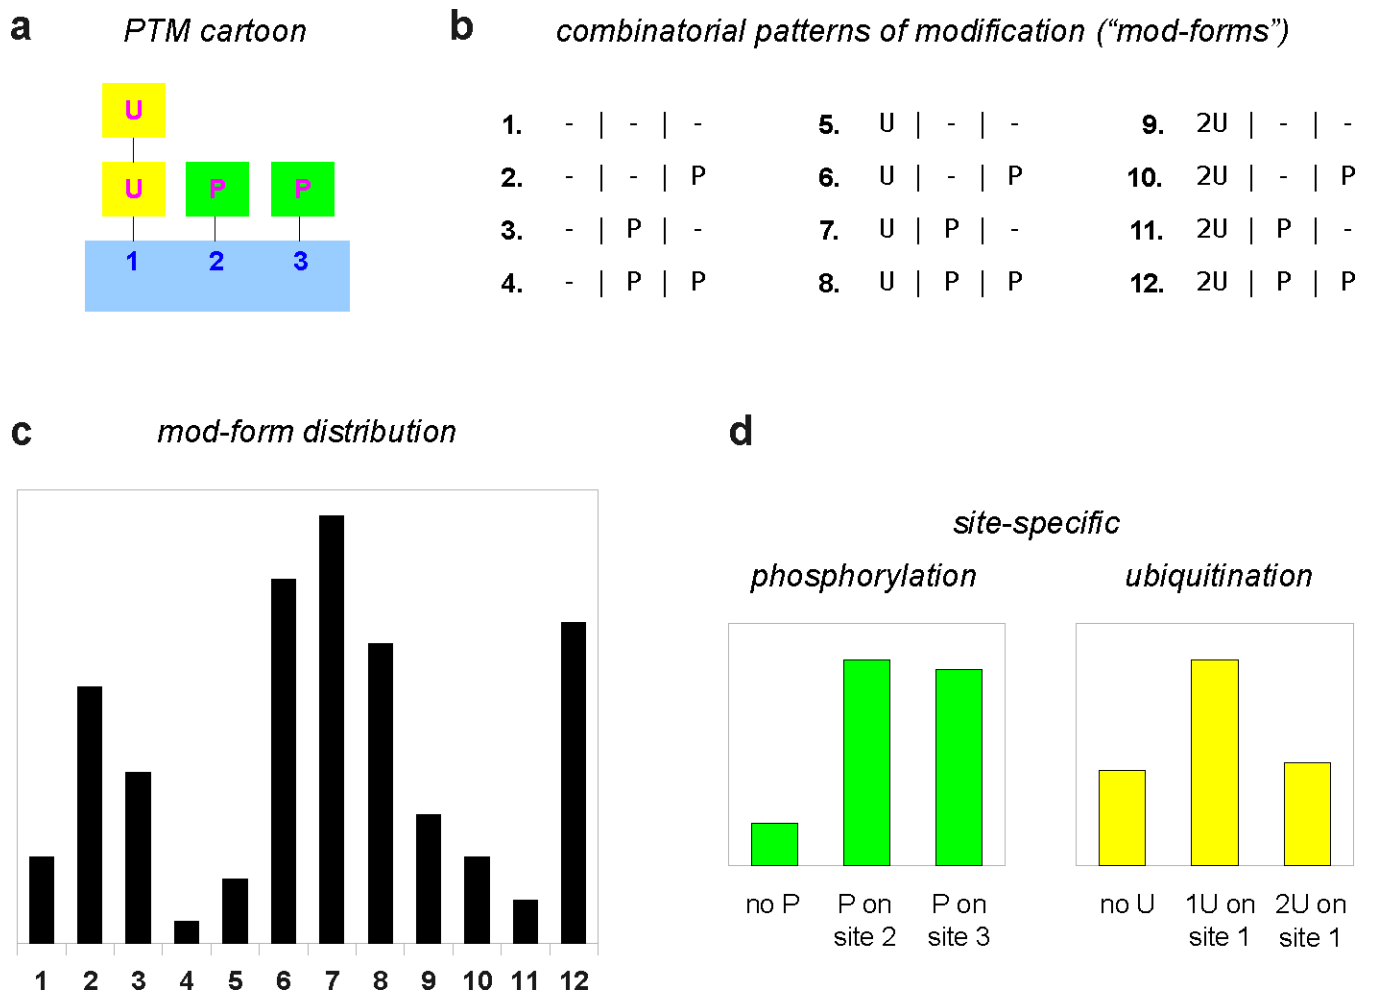 a PTM cartoon
U
U P P
1 2 3
b combinatorial patterns of modification (“mod-forms”)
1. - | - | -
2. - | - | P
3. - | P | -
4. - | P | P
5. U | - | -
6. U | - | P
7. U | P | -
8. U | P | P
9. 2U | - | -
10. 2U | - | P
11. 2U | P | -
12. 2U | P | P
c mod-form distribution
1 2 3 4 5 6 7 8 9 10 11 12
d
site-specific
phosphorylation
no P P on P on
site 2 site 3
ubiquitination
no U 1U on 2U on
site 1 site 1